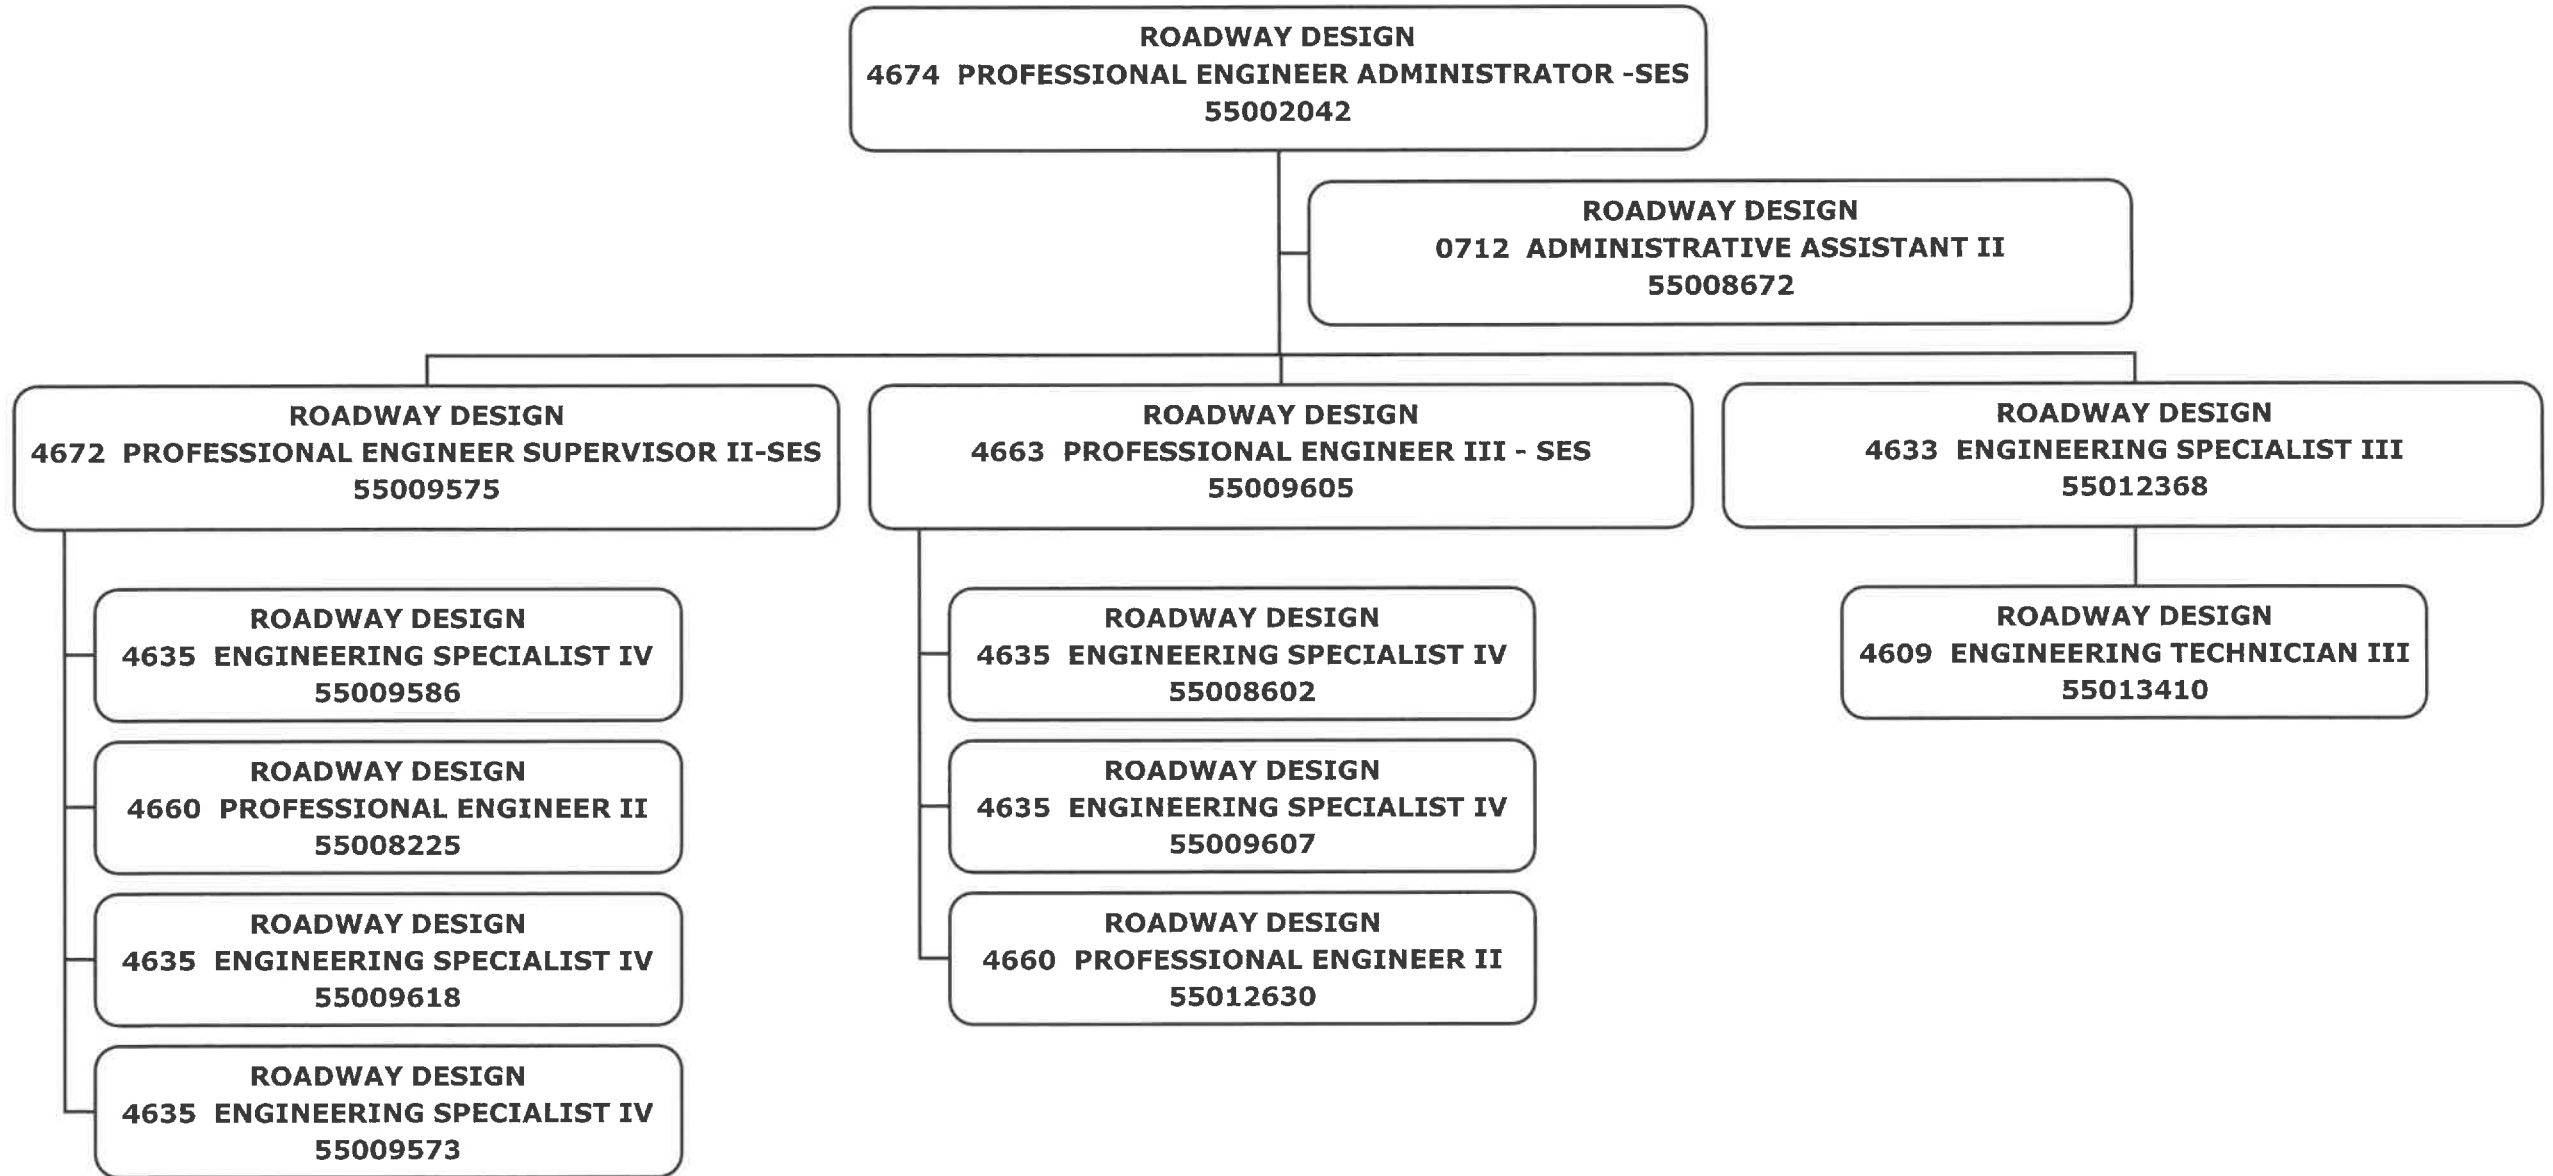 ROADWAY DESIGN
4674 PROFESSIONAL ENGINEER ADMINISTRATOR -SES
55002042
ROADWAY DESIGN
0712 ADMINISTRATIVE ASSISTANT II
55008672
ROADWAY DESIGN
4672 PROFESSIONAL ENGINEER SUPERVISOR II-SES
55009575
ROADWAY DESIGN
4663 PROFESSIONAL ENGINEER III - SES
55009605
ROADWAY DESIGN
4633 ENGINEERING SPECIALIST III
55012368
ROADWAY DESIGN
4635 ENGINEERING SPECIALIST IV
55009586
ROADWAY DESIGN
4660 PROFESSIONAL ENGINEER II
55008225
ROADWAY DESIGN
4635 ENGINEERING SPECIALIST IV
55009618
ROADWAY DESIGN
4635 ENGINEERING SPECIALIST IV
55009573
ROADWAY DESIGN
4635 ENGINEERING SPECIALIST IV
55008602
ROADWAY DESIGN
4635 ENGINEERING SPECIALIST IV
55009607
ROADWAY DESIGN
4660 PROFESSIONAL ENGINEER II
55012630
ROADWAY DESIGN
4609 ENGINEERING TECHNICIAN III
55013410